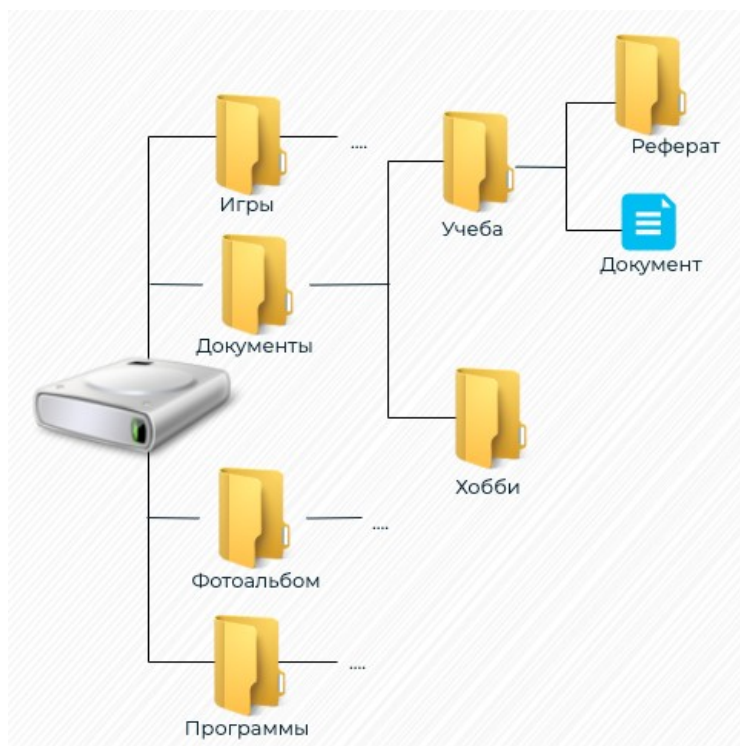 Реферат
Игры
....
Учеба
Документ
Документы
Хобби
Фотоальбом
....
Программы
....